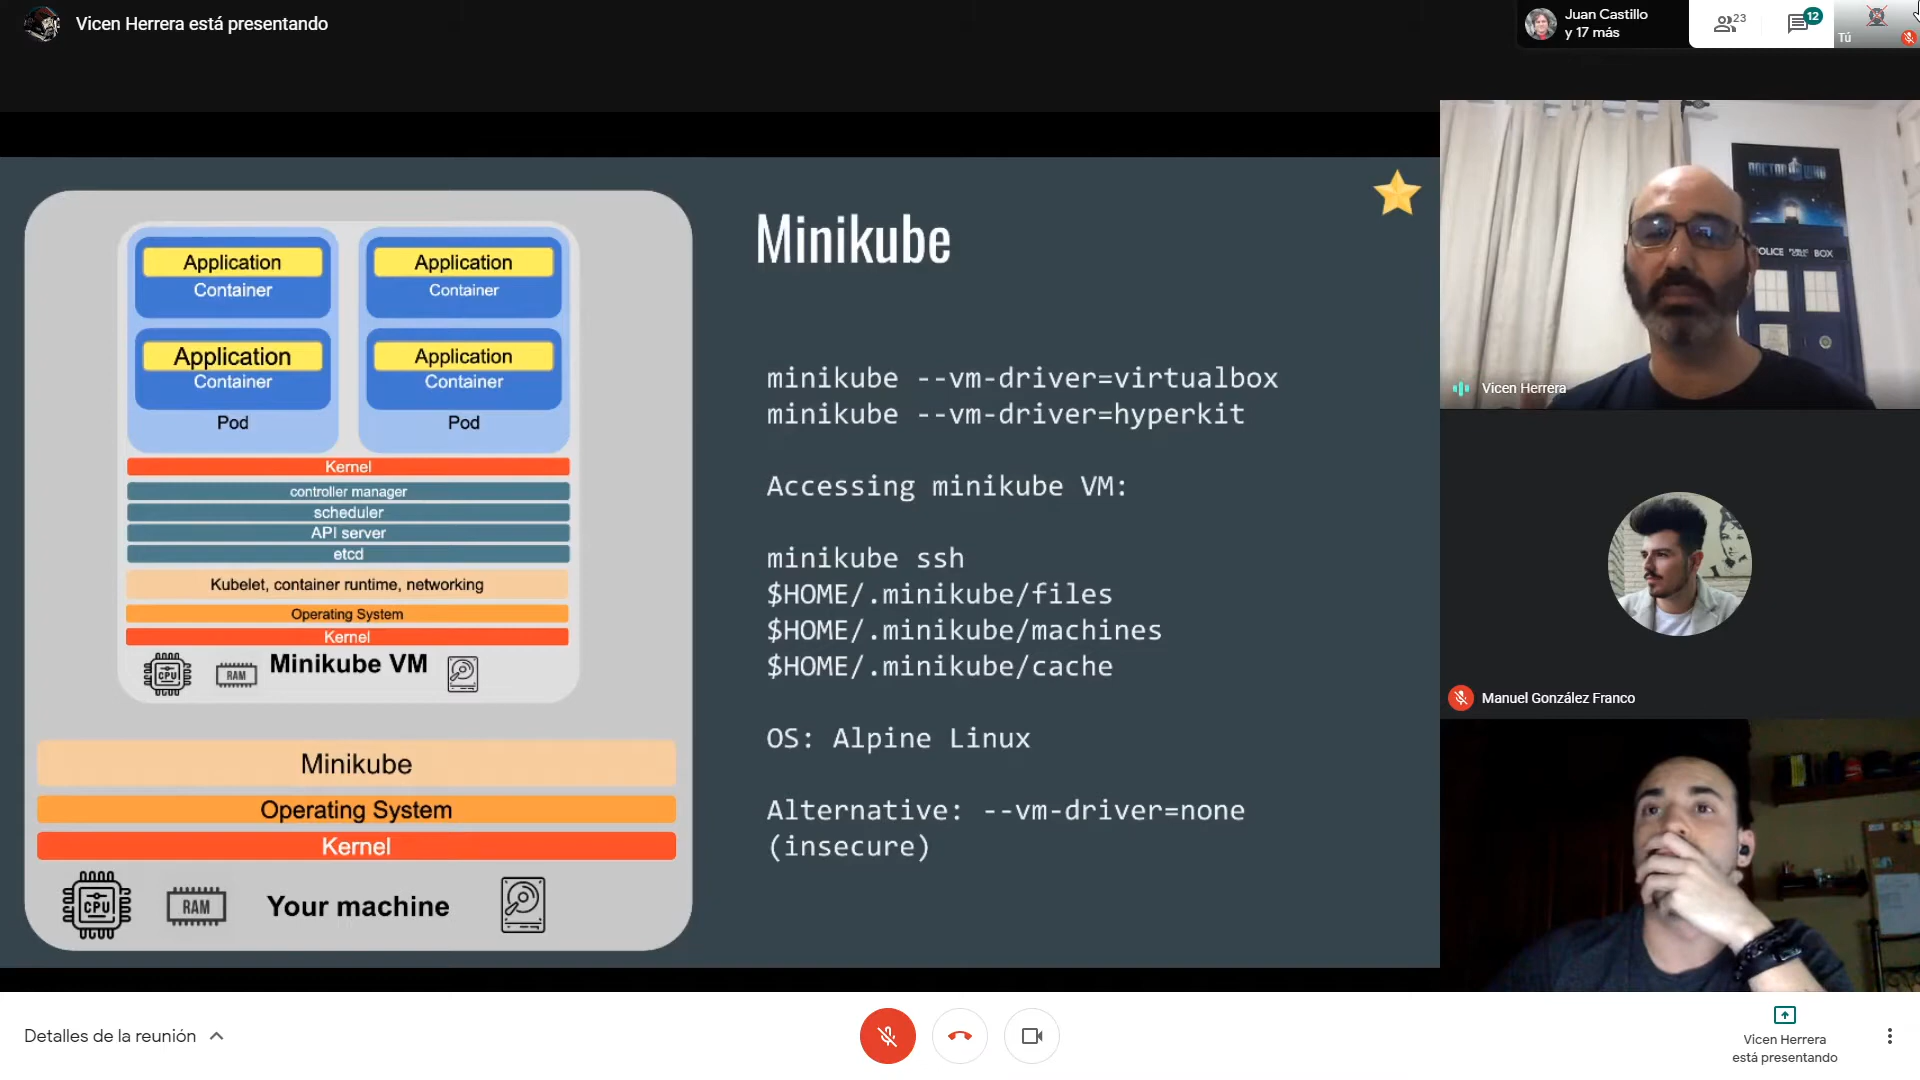 Vicen Herrera está presentando
Juan Castillo
y 17 más
23
12
Tú
Application
Container
Application
Container
Application
Container
Application
Container
Pod
Pod
Kernel
controller manager
scheduler
API server
etcd
Kubelet, container runtime, networking
Operating System
Kernel
CPU
RAM
Minikube VM
Minikube
Operating System
Kernel
CPU
RAM
Your machine
Minikube
minikube --vm-driver=virtualbox
minikube --vm-driver=hyperkit
Accessing minikube VM:
minikube ssh
$HOME/.minikube/files
$HOME/.minikube/machines
$HOME/.minikube/cache
OS: Alpine Linux
Alternative: --vm-driver=none
(insecure)
DOCTOR WHO
POLICE PUBLIC CALL BOX
Vicen Herrera
Manuel González Franco
Detalles de la reunión
Vicen Herrera
está presentando